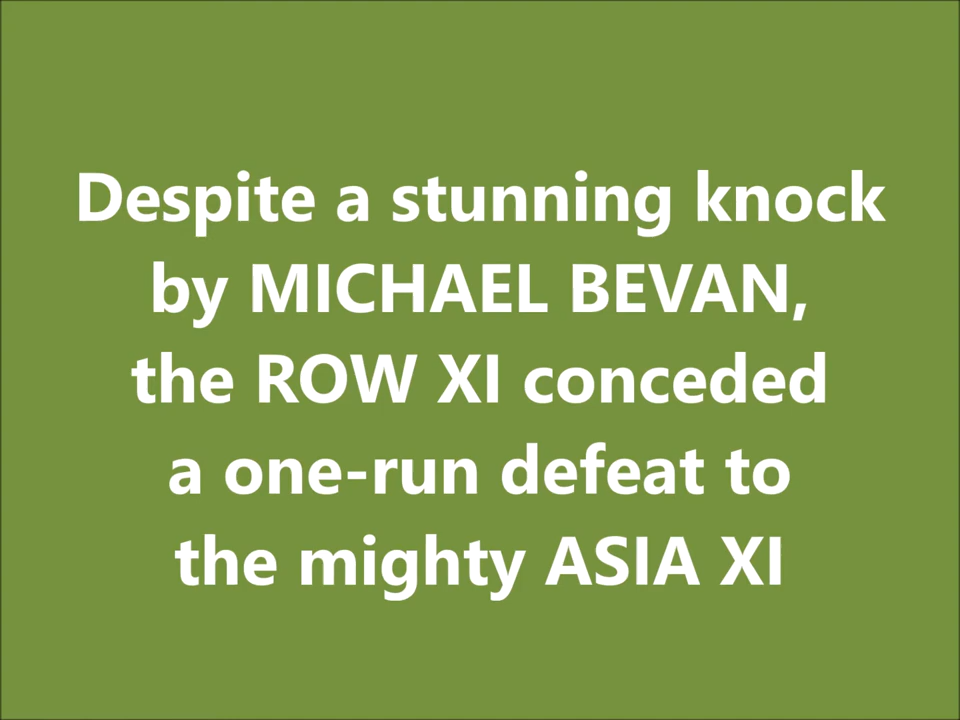 Despite a stunning knock
by MICHAEL BEVAN,
the ROW XI conceded
a one-run defeat to
the mighty ASIA XI